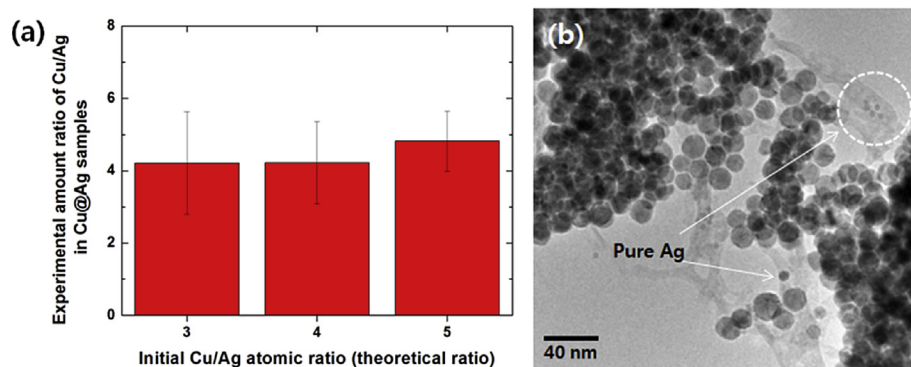 (a)
Experimental amount ratio of Cu/Ag
in Cu@Ag samples
8
6
4
2
0
3 4 5
Initial Cu/Ag atomic ratio (theoretical ratio)
(b)
Pure Ag
40 nm